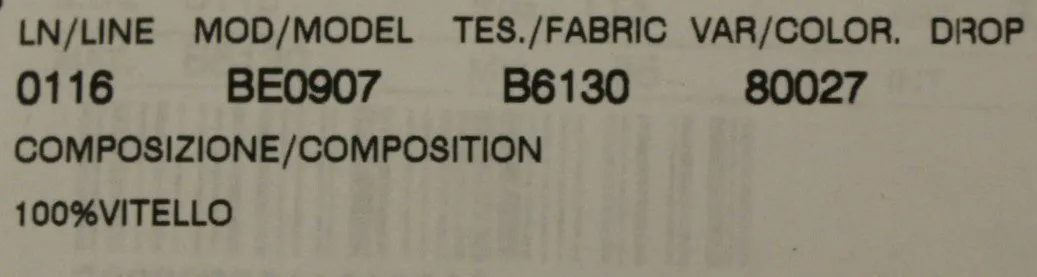 LN/LINE MOD/MODEL TES./FABRIC VAR/COLOR. DROP
0116 BE0907 B6130 80027
COMPOSIZIONE/COMPOSITION
100%VITELLO